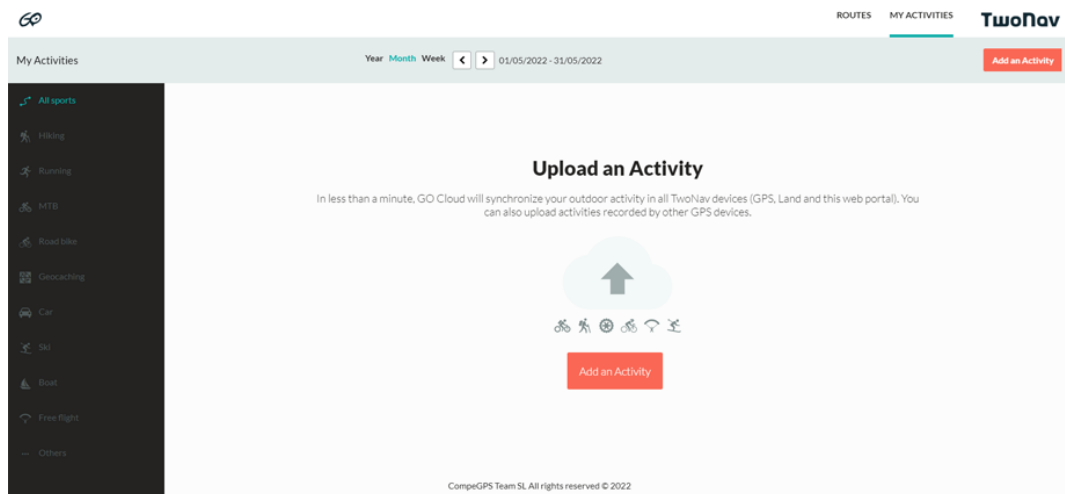 GO
ROUTES MY ACTIVITIES TwoNav
My Activities
Year Month Week 01/05/2022 - 31/05/2022
Add an Activity
All sports
Hiking
Running
MTB
Road bike
Geocaching
Car
Ski
Boat
Free flight
Others
Upload an Activity
In less than a minute, GO Cloud will synchronize your outdoor activity in all TwoNav devices (GPS, Land and this web portal). You
can also upload activities recorded by other GPS devices.
Add an Activity
CompeGPS Team SL All rights reserved © 2022